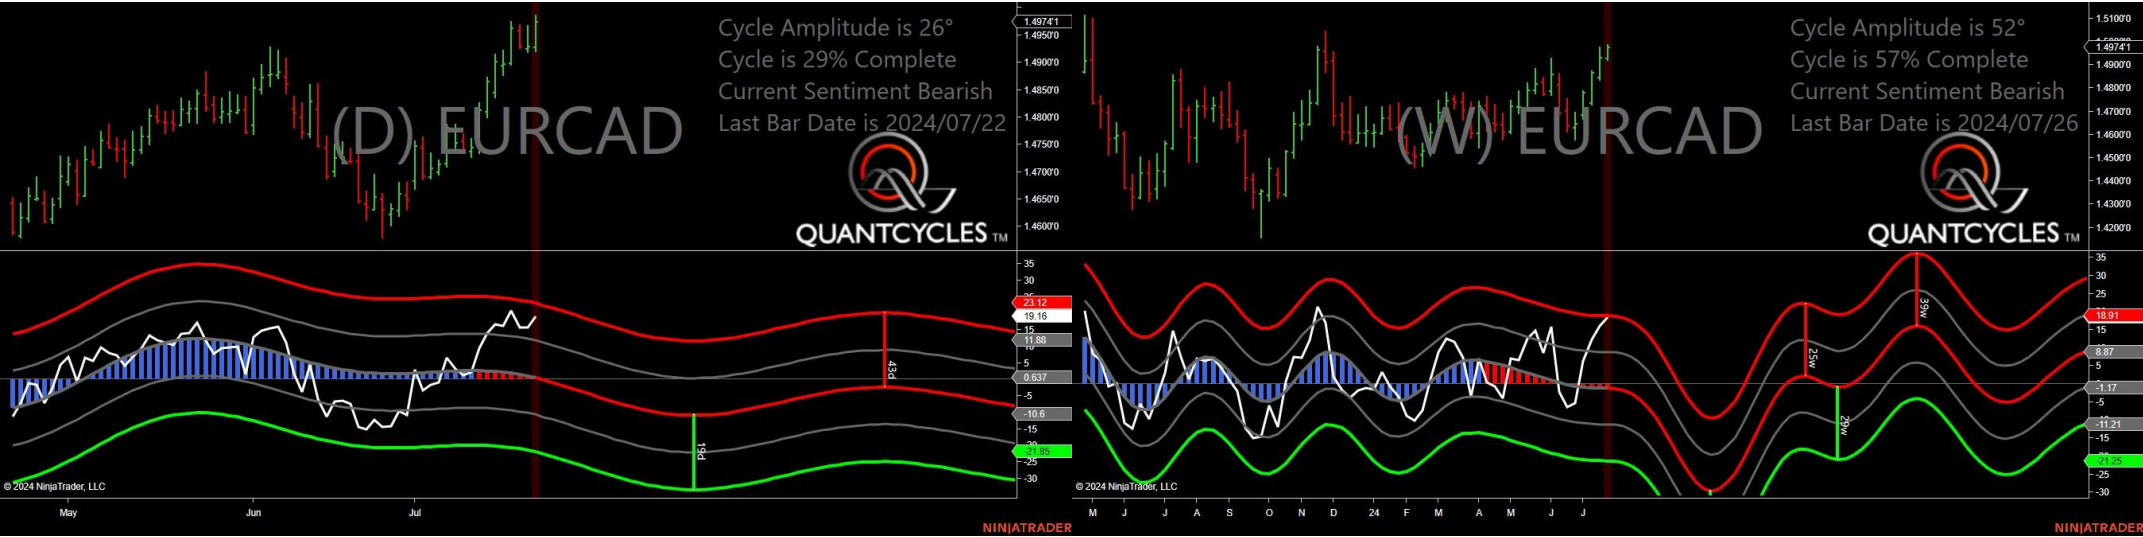 Cycle Amplitude is 26°
Cycle is 29% Complete
Current Sentiment Bearish
Last Bar Date is 2024/07/22
(D) EURCAD
QUANTCYCLES TM
1.4974'1
1.4950'0
1.4900'0
1.4850'0
1.4800'0
1.4750'0
1.4700'0
1.4650'0
1.4600'0
35
30
23.12
19.16
15
11.88
5
0.637
-5
-10.6
-15
-21.85
-25
-30
43d
19d
© 2024 NinjaTrader, LLC
May Jun Jul
NINJATRADER
Cycle Amplitude is 52°
Cycle is 57% Complete
Current Sentiment Bearish
Last Bar Date is 2024/07/26
(W) EURCAD
QUANTCYCLES TM
1.5100'0
1.4974'1
1.4900'0
1.4800'0
1.4700'0
1.4600'0
1.4500'0
1.4400'0
1.4300'0
1.4200'0
35
30
25
18.91
15
8.87
5
-1.17
-5
-11.21
-15
-21.25
-25
-30
25w
39w
29w
© 2024 NinjaTrader, LLC
M J J A S O N D 24 F M A M J J
NINJATRADER